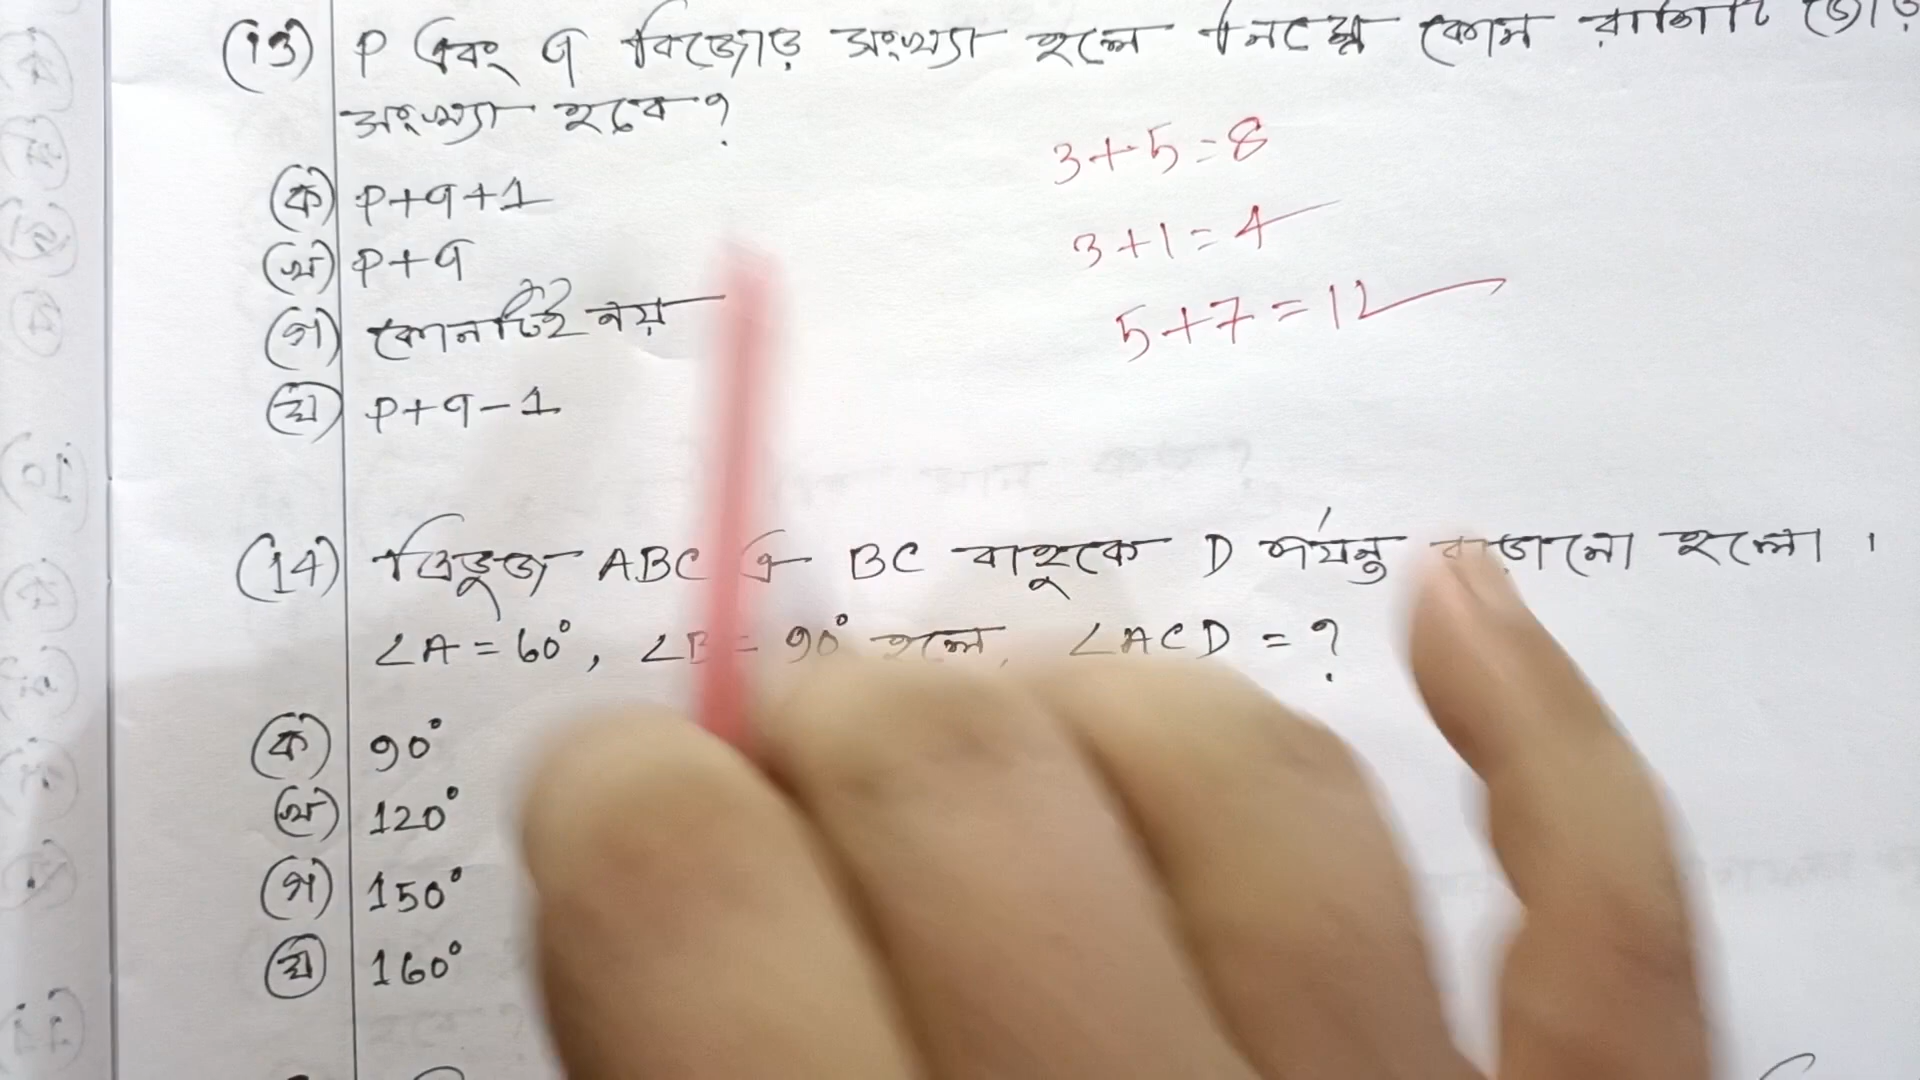 (13) P এবং q বিজোড় সংখ্যা হলে নিচের কোন রাশিটি জোড়
সংখ্যা হবে?
(ক) P+q+1
(খ) P+q
(গ) কোনটিই নয়
(ঘ) P+q-1
3+5=8
3+1=4
5+7=12
(14) ত্রিভুজ ABC এ BC বাহুকে D পর্যন্ত বাড়ানো হলো।
∠A=60°, ∠B=90° হলে, ∠ACD=?
(ক) 90°
(খ) 120°
(গ) 150°
(ঘ) 160°